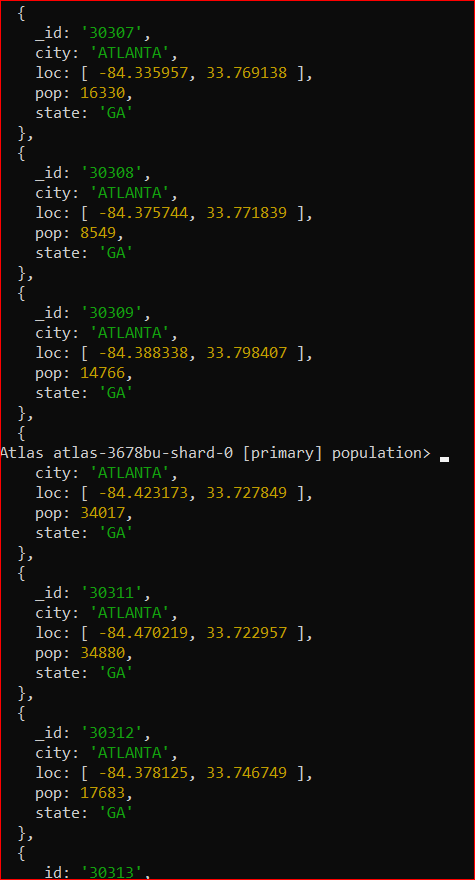 {
_id: '30307',
city: 'ATLANTA',
loc: [ -84.335957, 33.769138 ],
pop: 16330,
state: 'GA'
},
{
_id: '30308',
city: 'ATLANTA',
loc: [ -84.375744, 33.771839 ],
pop: 8549,
state: 'GA'
},
{
_id: '30309',
city: 'ATLANTA',
loc: [ -84.388338, 33.798407 ],
pop: 14766,
state: 'GA'
},
{
Atlas atlas-3678bu-shard-0 [primary] population>
city: 'ATLANTA',
loc: [ -84.423173, 33.727849 ],
pop: 34017,
state: 'GA'
},
{
_id: '30311',
city: 'ATLANTA',
loc: [ -84.470219, 33.722957 ],
pop: 34880,
state: 'GA'
},
{
_id: '30312',
city: 'ATLANTA',
loc: [ -84.378125, 33.746749 ],
pop: 17683,
state: 'GA'
},
{
_id: '30313',